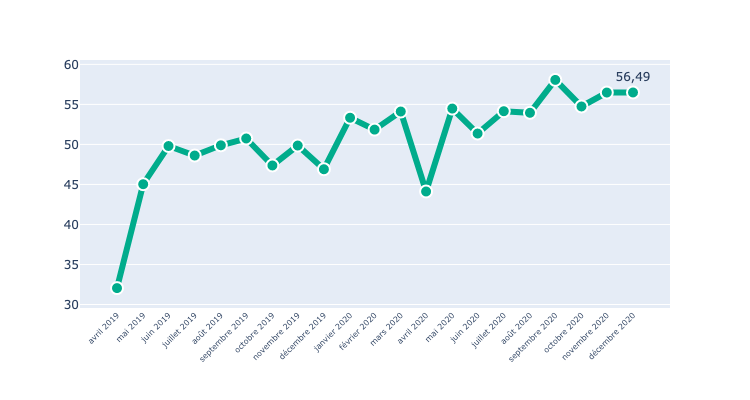 60
56,49
55
50
45
40
35
30
avril 2019
mai 2019
juin 2019
juillet 2019
août 2019
septembre 2019
octobre 2019
novembre 2019
décembre 2019
janvier 2020
février 2020
mars 2020
avril 2020
mai 2020
juin 2020
juillet 2020
août 2020
septembre 2020
octobre 2020
novembre 2020
décembre 2020